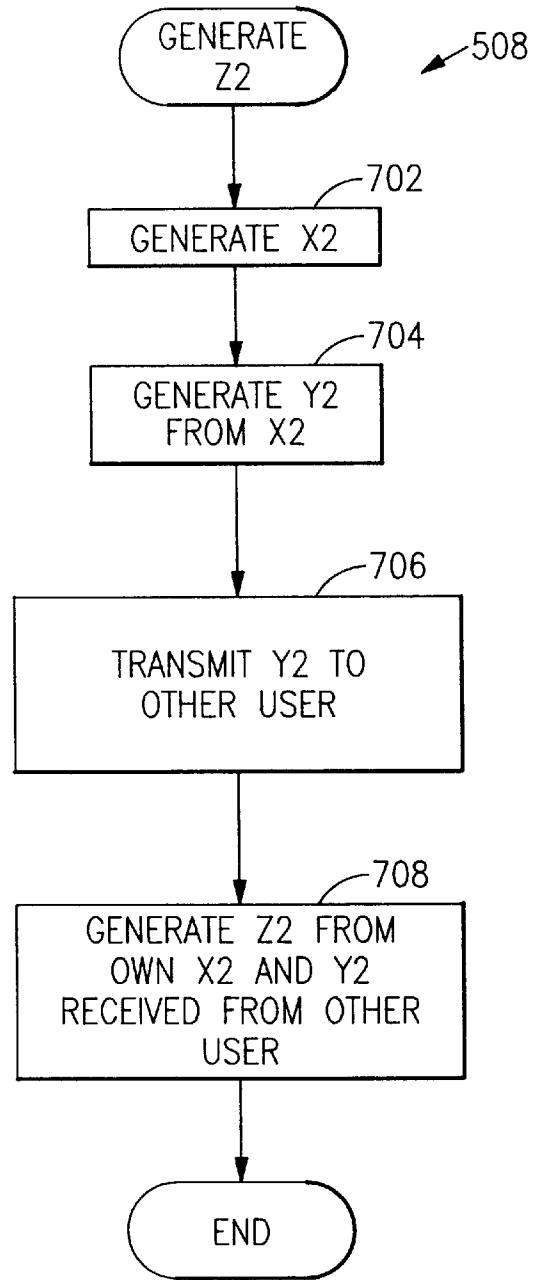 GENERATE
Z2
508
702
GENERATE X2
704
GENERATE Y2
FROM X2
706
TRANSMIT Y2 TO
OTHER USER
708
GENERATE Z2 FROM
OWN X2 AND Y2
RECEIVED FROM OTHER
USER
END